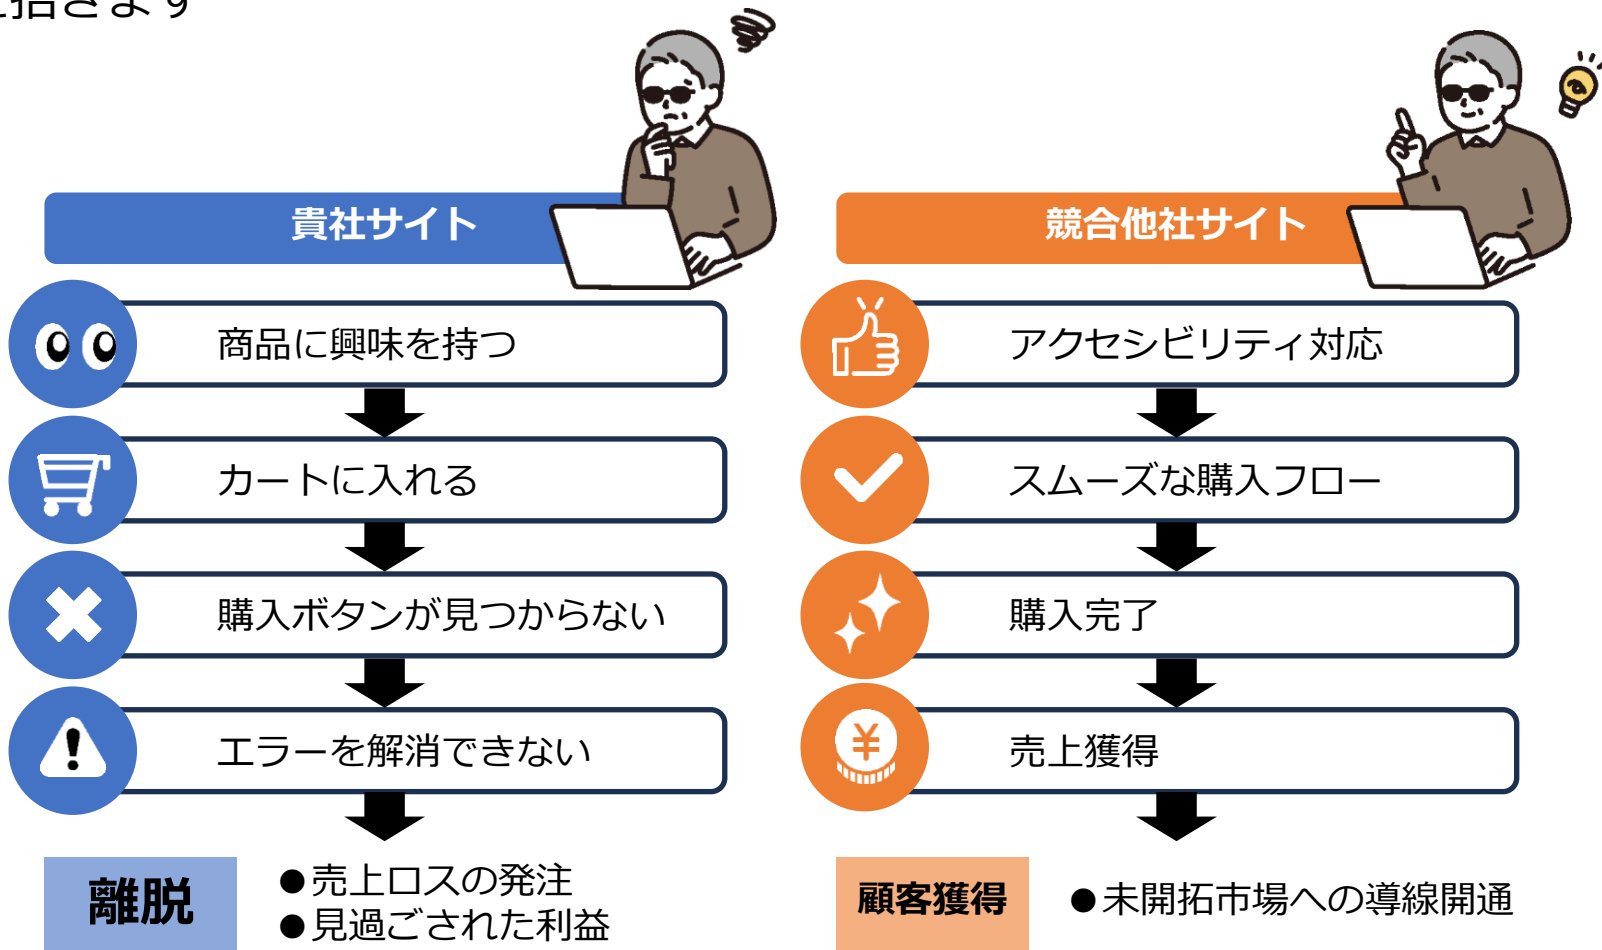 に招きます
貴社サイト
商品に興味を持つ
カートに入れる
購入ボタンが見つからない
エラーを解消できない
離脱
●売上ロスの発注
●見過ごされた利益
競合他社サイト
アクセシビリティ対応
スムーズな購入フロー
購入完了
¥
売上獲得
顧客獲得
●未開拓市場への導線開通